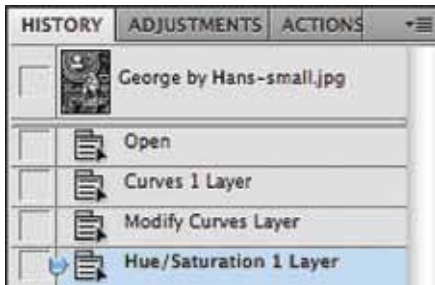 HISTORY ADJUSTMENTS ACTIONS
George by Hans-small.jpg
Open
Curves 1 Layer
Modify Curves Layer
Hue/Saturation 1 Layer